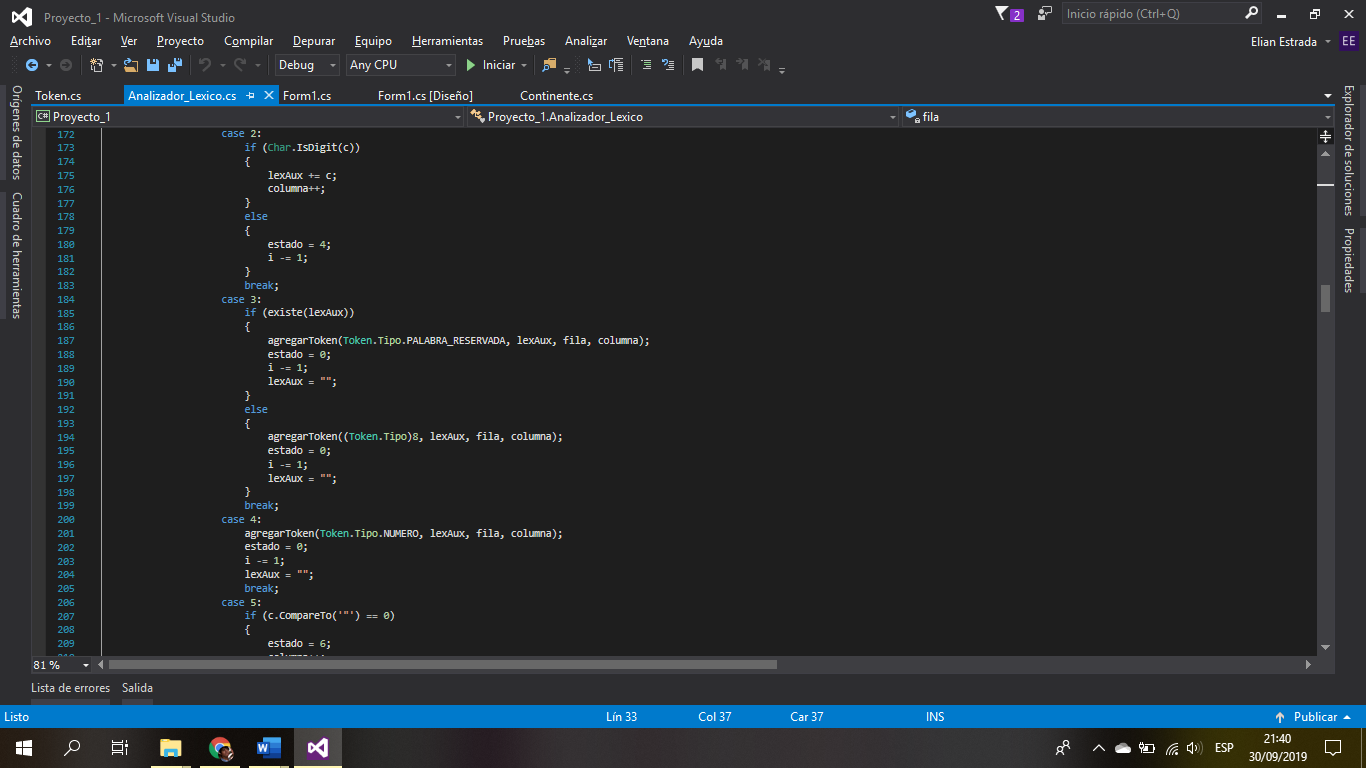 Proyecto_1 - Microsoft Visual Studio
2
Inicio rápido (Ctrl+Q)
Archivo Editar Ver Proyecto Compilar Depurar Equipo Herramientas Pruebas Analizar Ventana Ayuda
Elian Estrada EE
Debug Any CPU Iniciar
Token.cs Analizador_Lexico.cs Form1.cs Form1.cs [Diseño] Continente.cs
C# Proyecto_1 Proyecto_1.Analizador_Lexico fila
Orígenes de datos
Cuadro de herramientas
Explorador de soluciones
Propiedades
172 case 2:
173 if (Char.IsDigit(c))
174 {
175 lexAux += c;
176 columna++;
177 }
178 else
179 {
180 estado = 4;
181 i -= 1;
182 }
183 break;
184 case 3:
185 if (existe(lexAux))
186 {
187 agregarToken(Token.Tipo.PALABRA_RESERVADA, lexAux, fila, columna);
188 estado = 0;
189 i -= 1;
190 lexAux = "";
191 }
192 else
193 {
194 agregarToken((Token.Tipo)8, lexAux, fila, columna);
195 estado = 0;
196 i -= 1;
197 lexAux = "";
198 }
199 break;
200 case 4:
201 agregarToken(Token.Tipo.NUMERO, lexAux, fila, columna);
202 estado = 0;
203 i -= 1;
204 lexAux = "";
205 break;
206 case 5:
207 if (c.CompareTo('"') == 0)
208 {
209 estado = 6;
81 %
Lista de errores Salida
Listo Lín 33 Col 37 Car 37 INS Publicar
ESP
21:40
30/09/2019